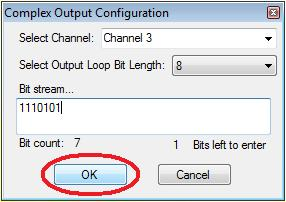 Complex Output Configuration
Select Channel: Channel 3
Select Output Loop Bit Length: 8
Bit stream...
1110101
Bit count: 7 1 Bits left to enter
OK Cancel